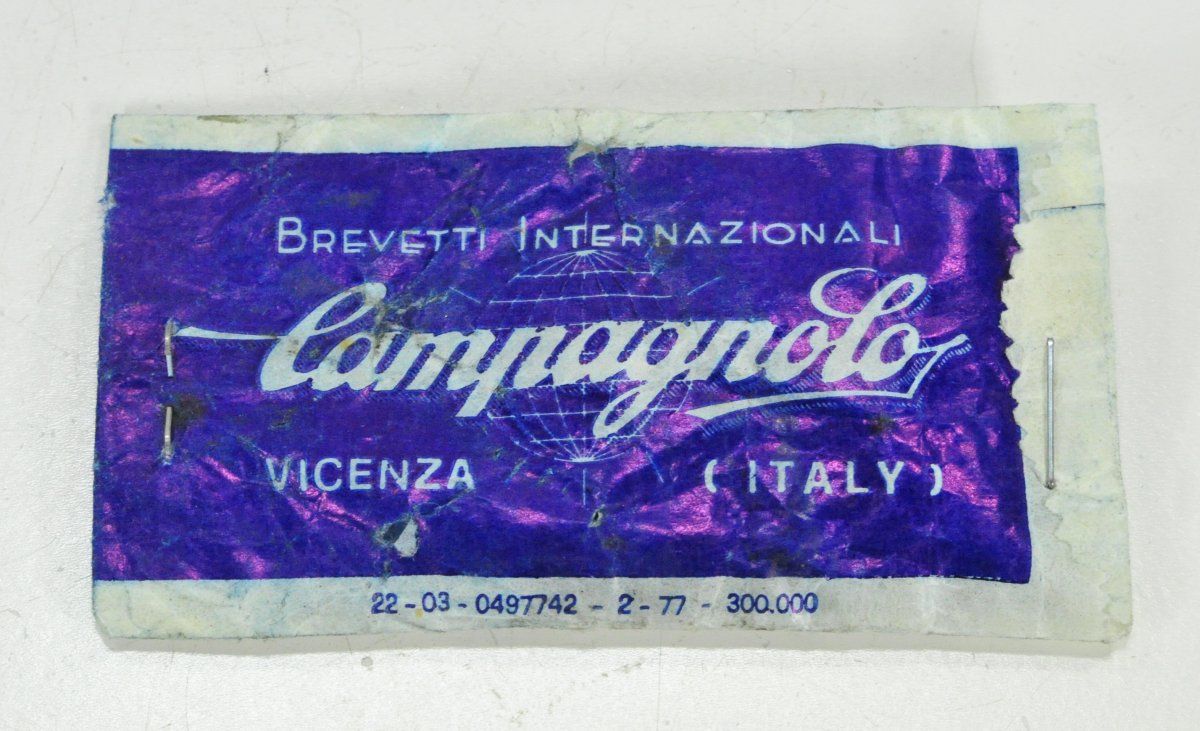 BREVETTI INTERNAZIONALI
Campagnolo
VICENZA ( ITALY )
22-03-0497742 - 2-77 - 300.000